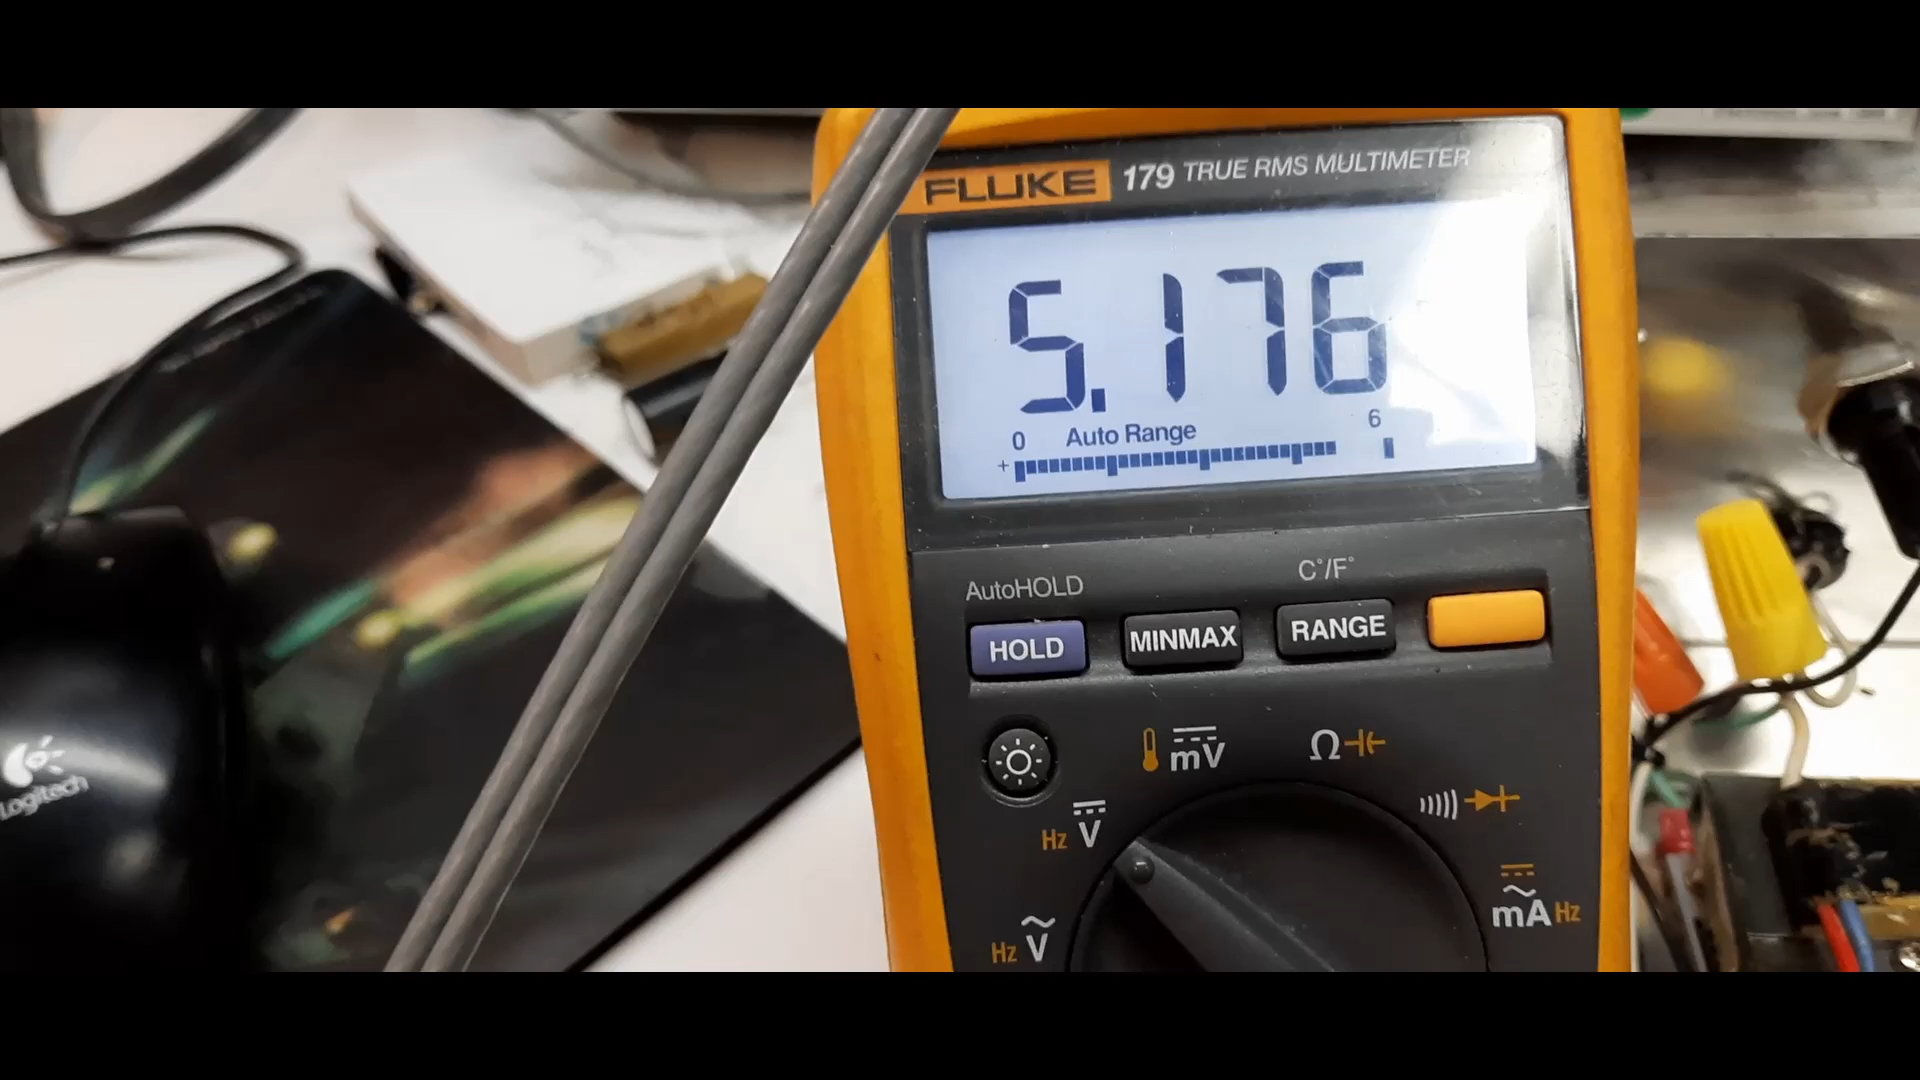 FLUKE 179 TRUE RMS MULTIMETER
5.176
0 Auto Range 6
+
AutoHOLD C°/F°
HOLD MINMAX RANGE
mV Ω
Hz V
mA Hz
Hz V
Logitech